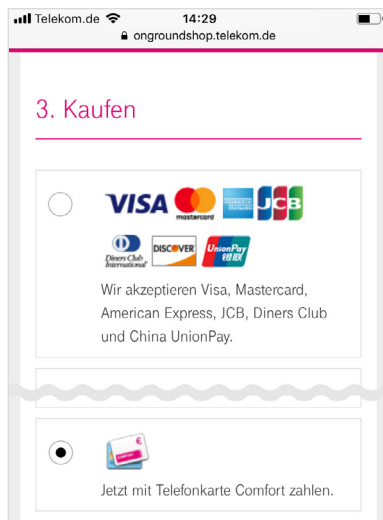 Telekom.de 14:29
ongroundshop.telekom.de
3. Kaufen
VISA mastercard AMERICAN EXPRESS JCB
Diners Club International DISCOVER UnionPay 银联
Wir akzeptieren Visa, Mastercard,
American Express, JCB, Diners Club
und China UnionPay.
€
Jetzt mit Telefonkarte Comfort zahlen.